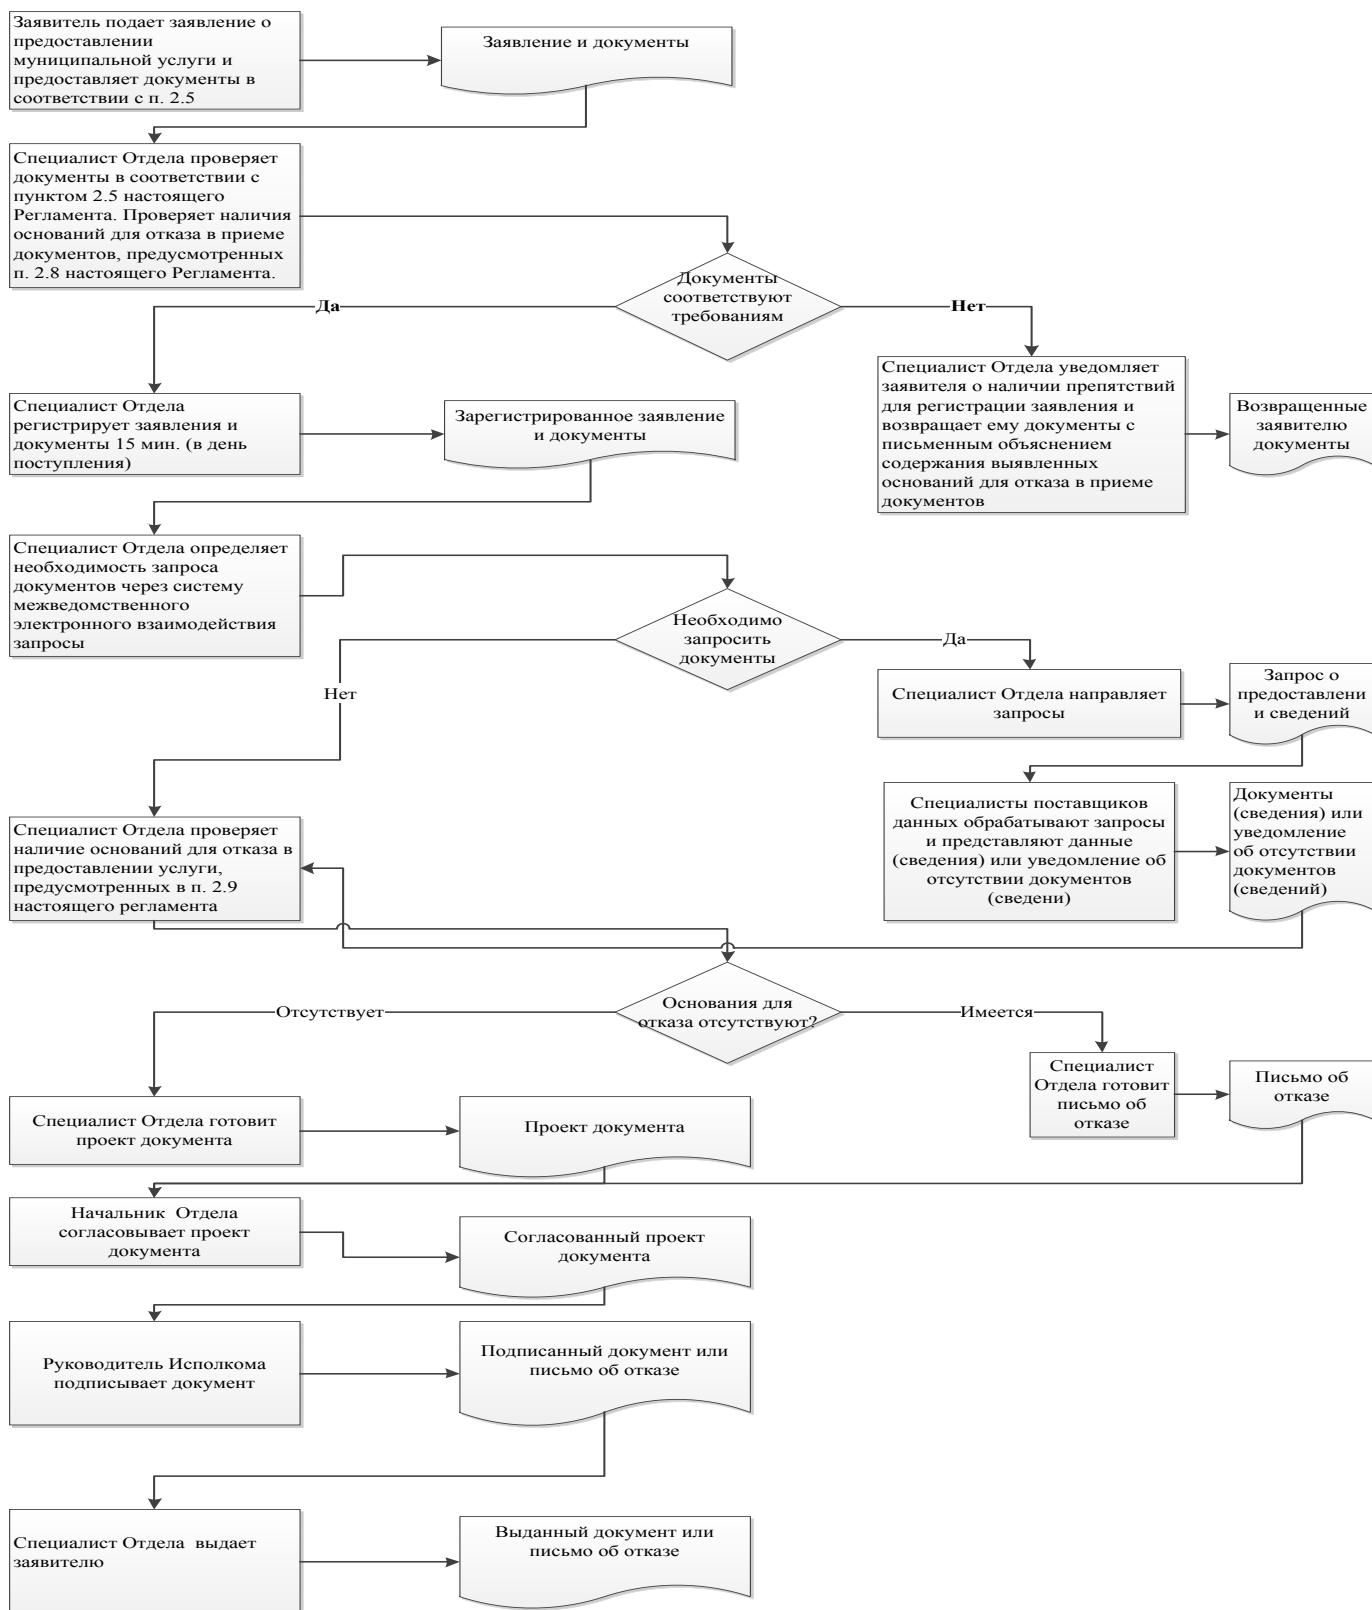 Заявитель подает заявление о
предоставлении
муниципальной услуги и
предоставляет документы в
соответствии с п. 2.5
Заявление и документы
Специалист Отдела проверяет
документы в соответствии с
пунктом 2.5 настоящего
Регламента. Проверяет наличия
оснований для отказа в приеме
документов, предусмотренных
п. 2.8 настоящего Регламента.
Документы
соответствуют
требованиям
Да
Нет
Специалист Отдела
регистрирует заявления и
документы 15 мин. (в день
поступления)
Зарегистрированное заявление
и документы
Специалист Отдела уведомляет
заявителя о наличии препятствий
для регистрации заявления и
возвращает ему документы с
письменным объяснением
содержания выявленных
оснований для отказа в приеме
документов
Возвращенные
заявителю
документы
Специалист Отдела определяет
необходимость запроса
документов через систему
межведомственного
электронного взаимодействия
запросы
Необходимо
запросить
документы
Да
Нет
Специалист Отдела направляет
запросы
Запрос о
предоставлени
и сведений
Специалисты поставщиков
данных обрабатывают запросы
и представляют данные
(сведения) или уведомление об
отсутствии документов
(сведени)
Документы
(сведения) или
уведомление
об отсутствии
документов
(сведений)
Специалист Отдела проверяет
наличие оснований для отказа в
предоставлении услуги,
предусмотренных в п. 2.9
настоящего регламента
Основания для
отказа отсутствуют?
Отсутствует
Имеется
Специалист
Отдела готовит
письмо об
отказе
Письмо об
отказе
Специалист Отдела готовит
проект документа
Проект документа
Начальник  Отдела
согласовывает проект
документа
Согласованный проект
документа
Руководитель Исполкома
подписывает документ
Подписанный документ или
письмо об отказе
Специалист Отдела  выдает
заявителю
Выданный документ или
письмо об отказе